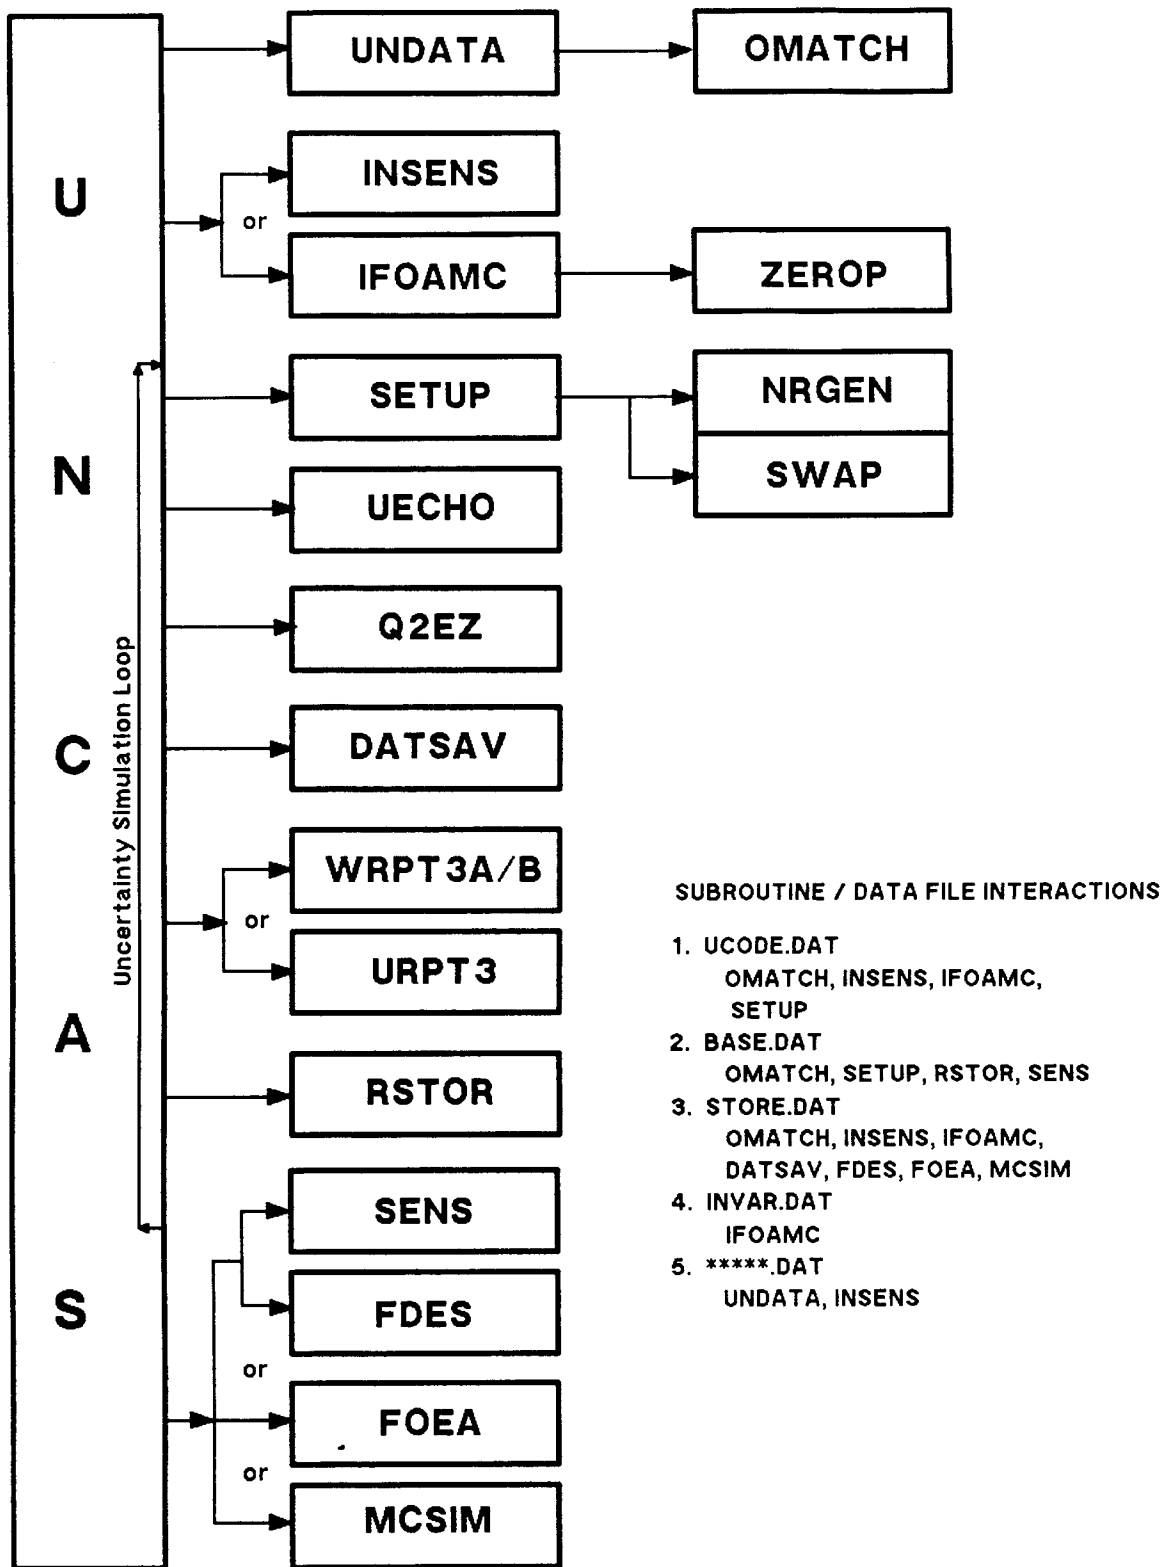 UNCAS
Uncertainty Simulation Loop
UNDATA
OMATCH
INSENS
or
IFOAMC
ZEROP
SETUP
NRGEN
SWAP
UECHO
Q2EZ
DATSAV
WRPT3A/B
or
URPT3
RSTOR
SENS
FDES
or
FOEA
or
MCSIM
SUBROUTINE / DATA FILE INTERACTIONS
1. UCODE.DAT
OMATCH, INSENS, IFOAMC,
SETUP
2. BASE.DAT
OMATCH, SETUP, RSTOR, SENS
3. STORE.DAT
OMATCH, INSENS, IFOAMC,
DATSAV, FDES, FOEA, MCSIM
4. INVAR.DAT
IFOAMC
5. *****.DAT
UNDATA, INSENS